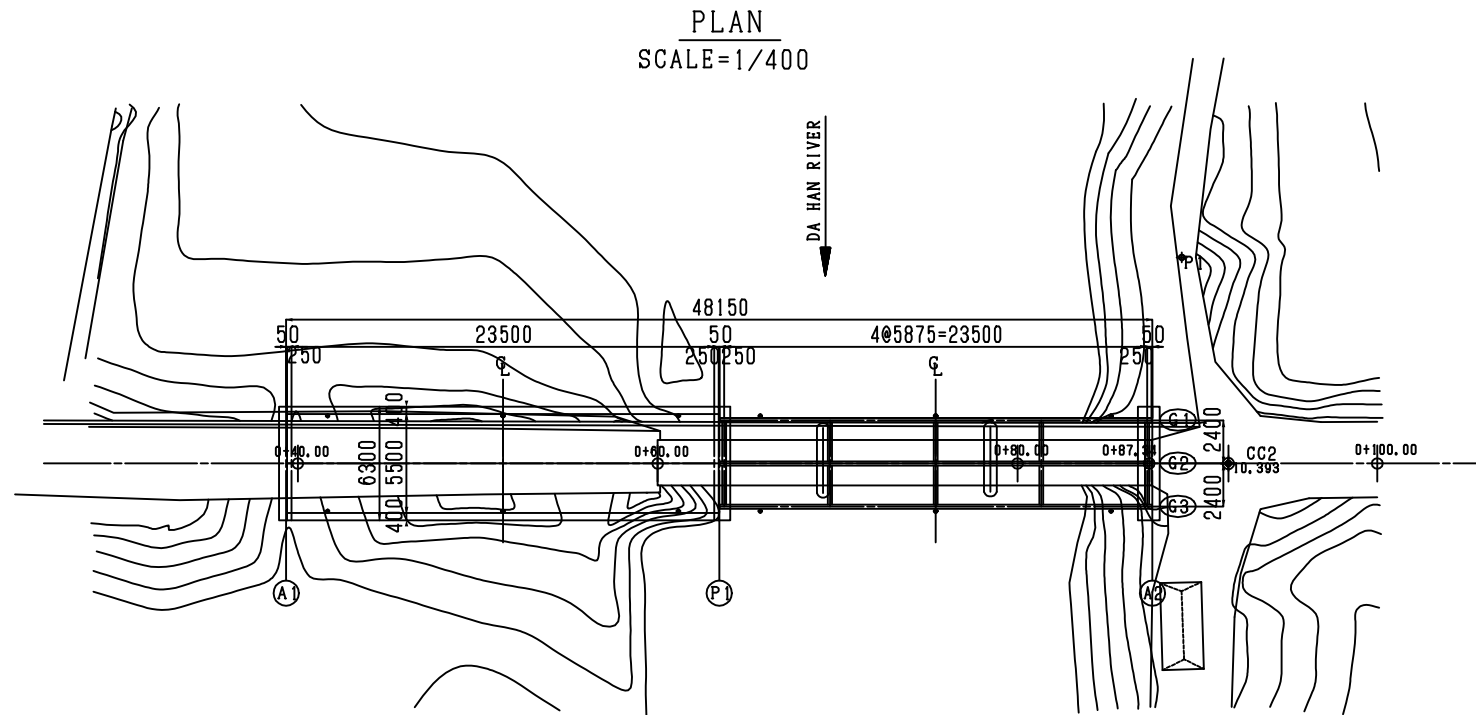 PLAN
SCALE=1/400
DA HAN RIVER
P1
48150
50 23500 50 4@5875=23500 50
250 250 250 250
℄ ℄
400
6300 5500
400
0+40.00 0+60.00 0+80.00 0+87.34 0+100.00
G1
2400
G2
CC2
10.393
G3
2400
A1 P1 A2